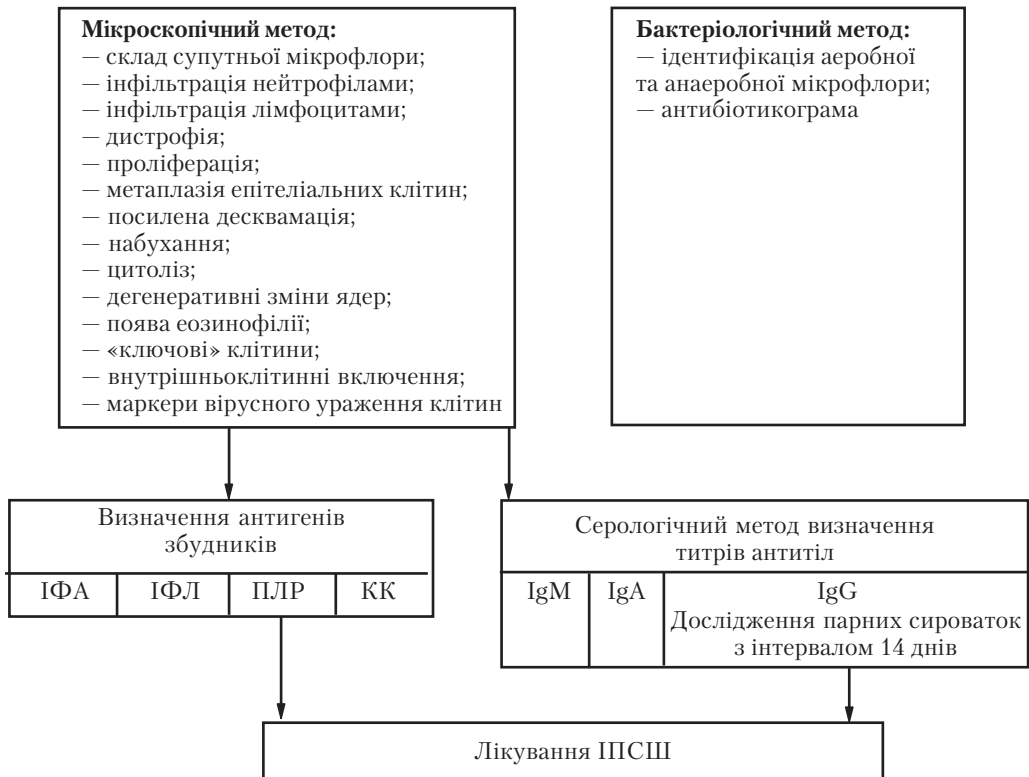 Мікроскопічний метод:
— склад супутньої мікрофлори;
— інфільтрація нейтрофілами;
— інфільтрація лімфоцитами;
— дистрофія;
— проліферація;
— метаплазія епітеліальних клітин;
— посилена десквамація;
— набухання;
— цитоліз;
— дегенеративні зміни ядер;
— поява еозинофілії;
— «ключові» клітини;
— внутрішньоклітинні включення;
— маркери вірусного ураження клітин
Бактеріологічний метод:
— ідентифікація аеробної
та анаеробної мікрофлори;
— антибіотикограма
Визначення антигенів
збудників
ІФА ІФЛ ПЛР КК
Серологічний метод визначення
титрів антитіл
IgM IgA IgG
Дослідження парних сироваток
з інтервалом 14 днів
Лікування ІПСШ